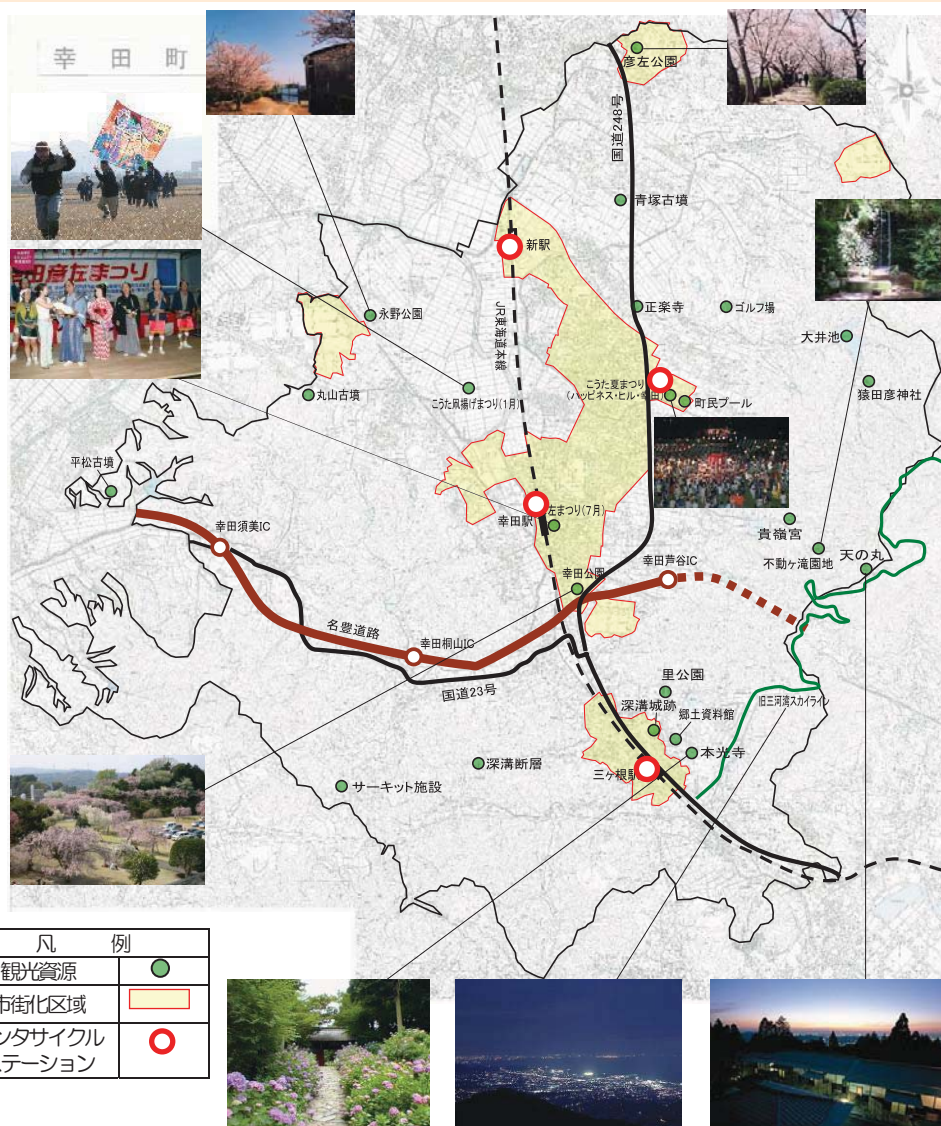 幸田町
彦左公園
国道248号
青塚古墳
新駅
JR東海道本線
永野公園
正楽寺
ゴルフ場
大井池
丸山古墳
こうた凧揚げまつり(1月)
こうた夏まつり
(ハッピネス・ヒル・幸田)
町民プール
猿田彦神社
平松古墳
幸田須美IC
幸田駅
左まつり(7月)
貴嶺宮
不動ヶ滝園地
天の丸
幸田公園
幸田芦谷IC
名豊道路
幸田桐山IC
国道23号
里公園
深溝城跡
郷土資料館
旧三河湾スカイライン
本光寺
深溝断層
三ヶ根駅
サーキット施設
田彦左まつり
凡例
観光資源
市街化区域
ンタサイクル
ステーション